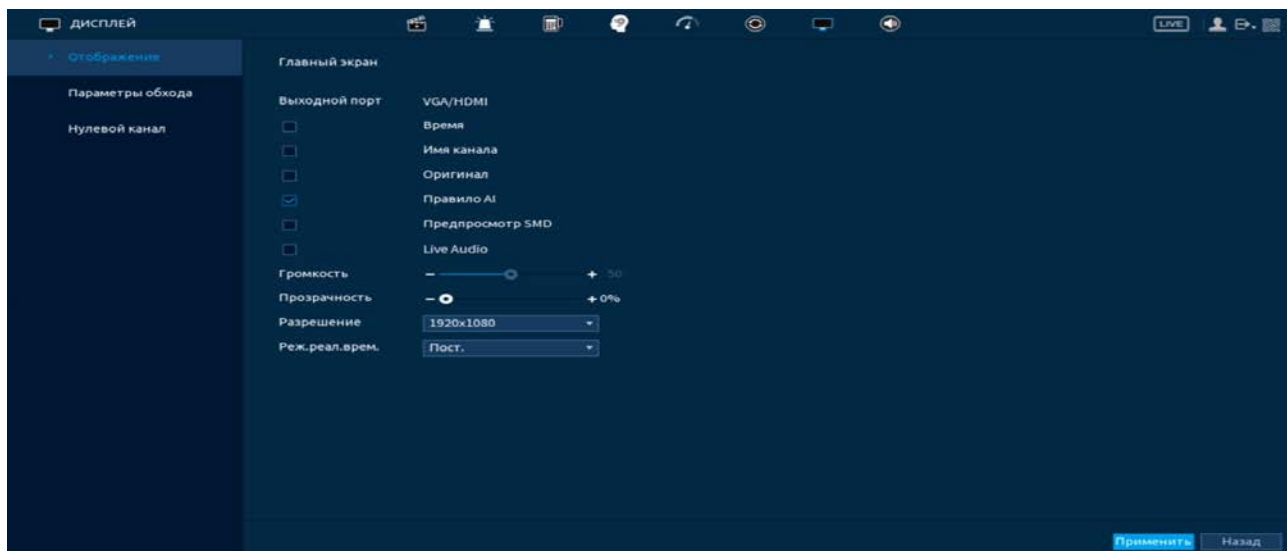 ДИСПЛЕЙ
LIVE
Отображение
Параметры обхода
Нулевой канал
Главный экран
Выходной порт VGA/HDMI
Время
Имя канала
Оригинал
Правило AI
Предпросмотр SMD
Live Audio
Громкость − + 50
Прозрачность − + 0%
Разрешение 1920x1080
Реж.реал.врем. Пост.
Применить Назад